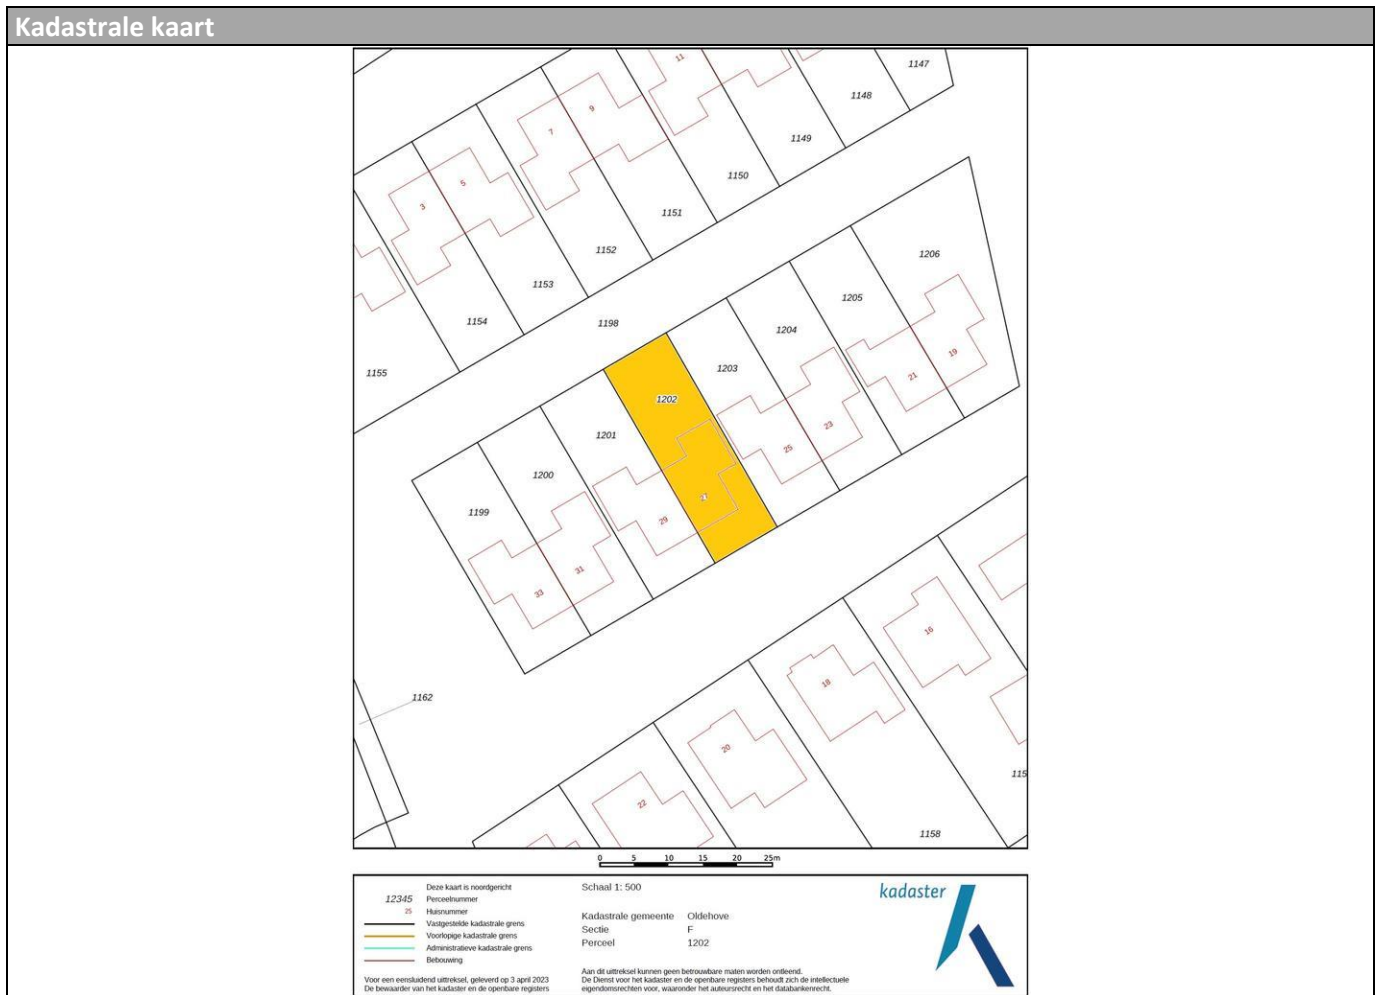 Kadastrale kaart
1147
11
1148
9
7
1149
1150
5
3
1151
1152
1206
1153
1205
1154
1198
1204
1155
1203
19
1202
21
1201
23
25
1200
27
1199
29
31
33
16
18
1162
20
115
22
1158
0 5 10 15 20 25m
Deze kaart is noordgericht
12345 Perceelnummer
25 Huisnummer
Vastgestelde kadastrale grens
Voorlopige kadastrale grens
Administratieve kadastrale grens
Bebouwing
Voor een eensluidend uittreksel, geleverd op 3 april 2023
De bewaarder van het kadaster en de openbare registers
Schaal 1: 500
Kadastrale gemeente Oldehove
Sectie F
Perceel 1202
Aan dit uittreksel kunnen geen betrouwbare maten worden ontleend.
De Dienst voor het kadaster en de openbare registers behoudt zich de intellectuele
eigendomsrechten voor, waaronder het auteursrecht en het databankenrecht.
kadaster